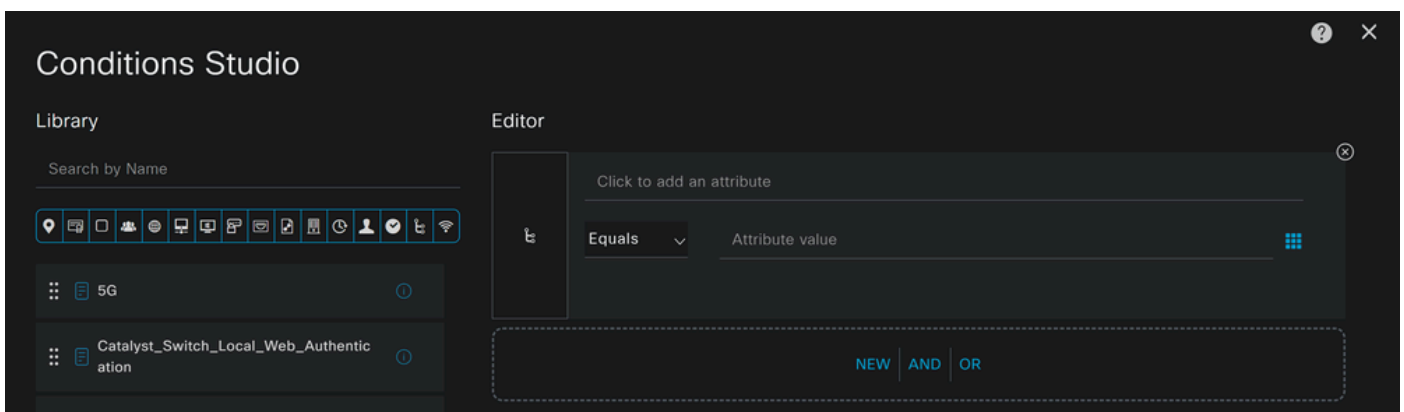 Conditions Studio
Library
Search by Name
5G
Catalyst_Switch_Local_Web_Authentic
ation
Editor
Click to add an attribute
Equals
Attribute value
NEW AND OR